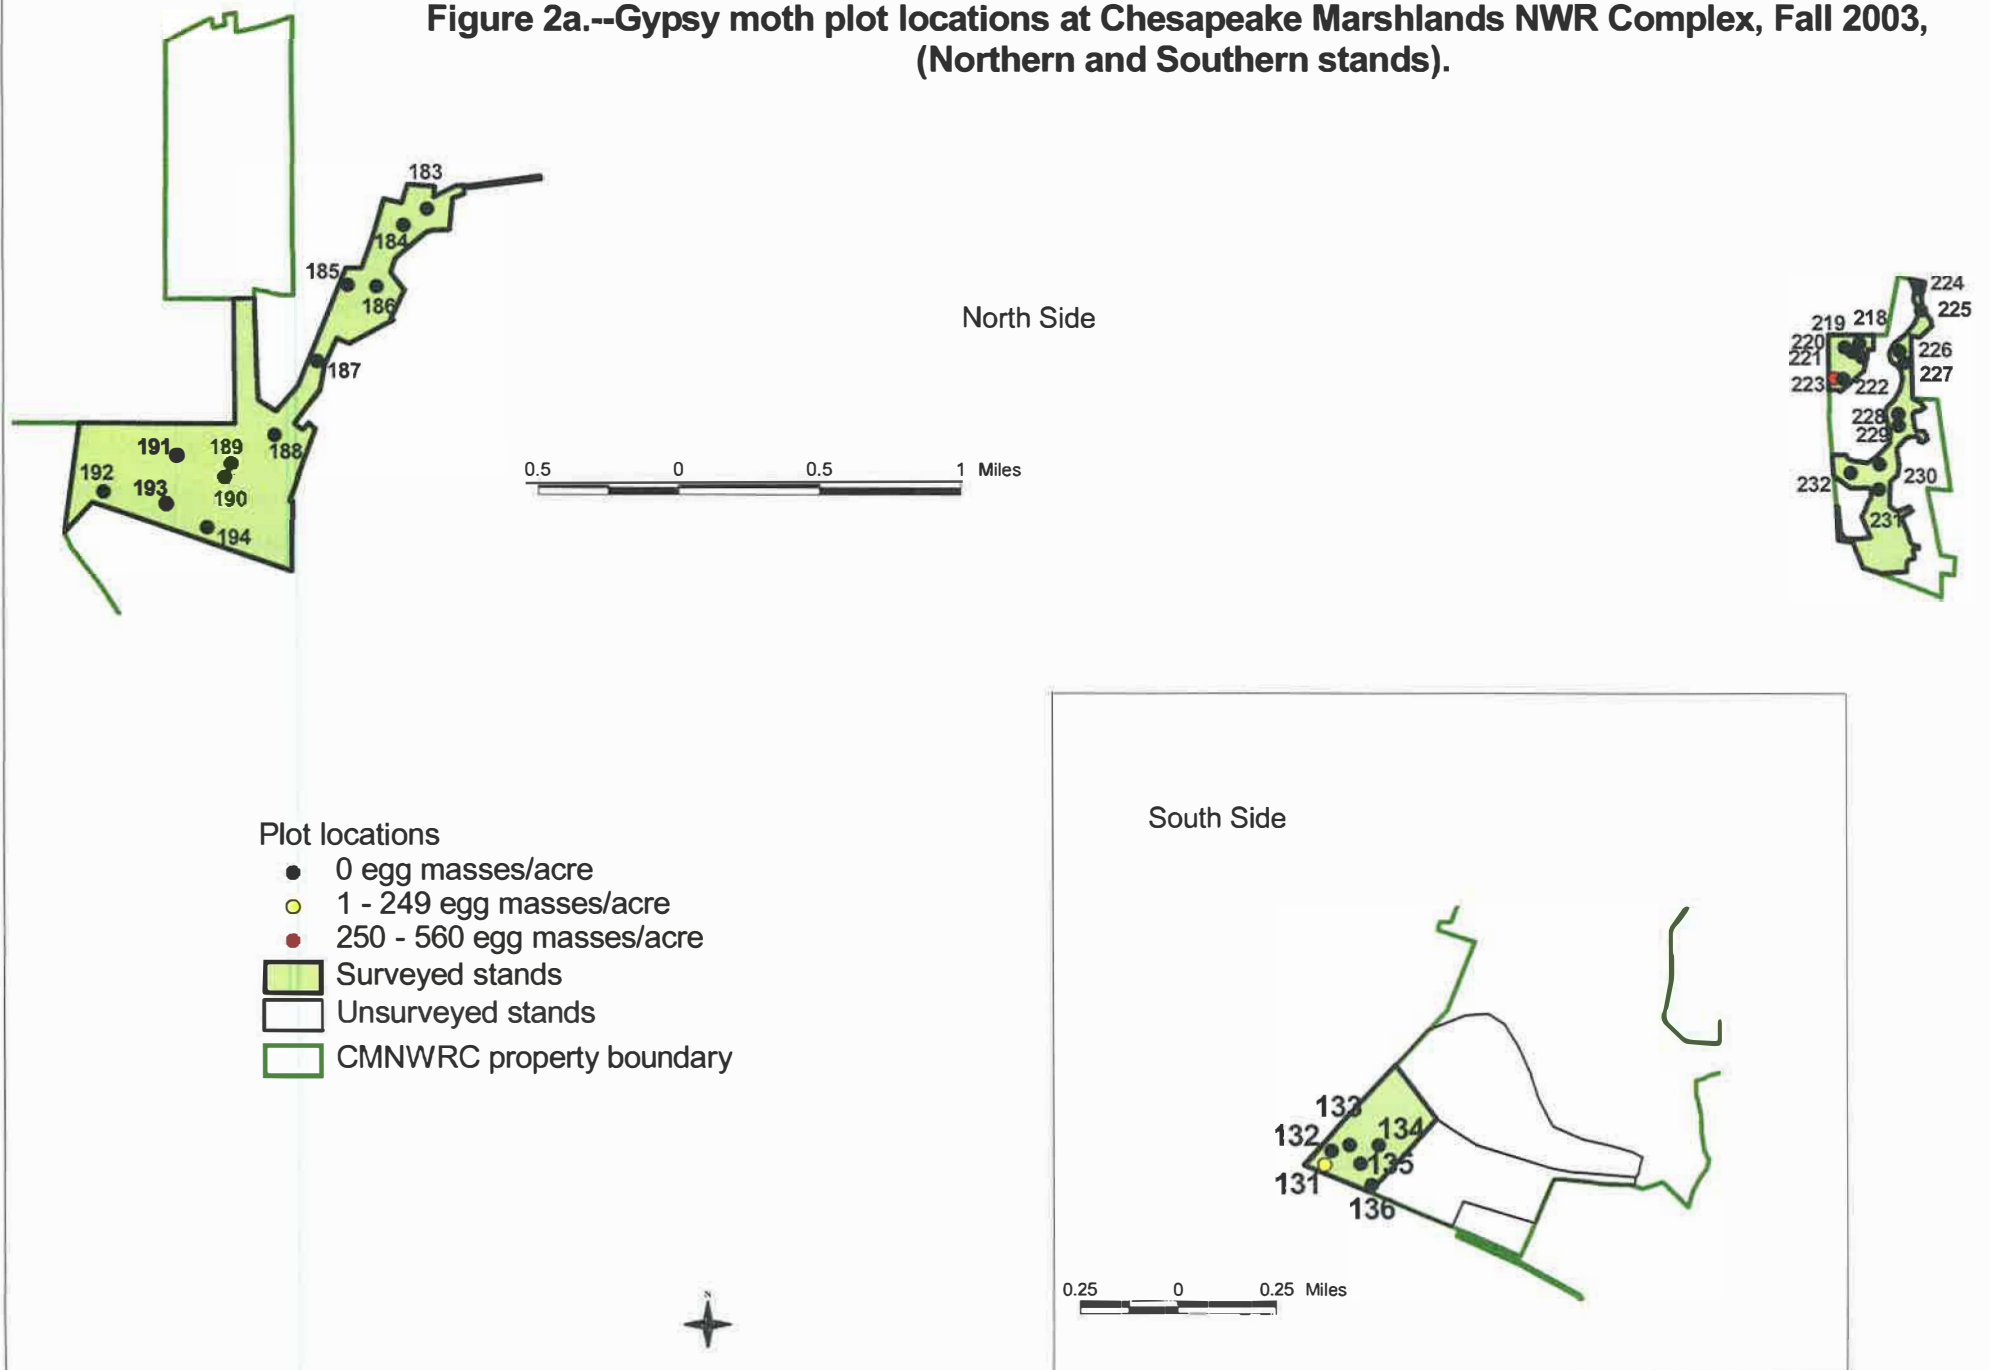 Figure 2a.--Gypsy moth plot locations at Chesapeake Marshlands NWR Complex, Fall 2003,
(Northern and Southern stands).
183
184
185
186
187
188
191
189
192
193
190
194
North Side
0.5 0 0.5 1 Miles
224
225
219 218
220
221
226
227
223
222
228
229
230
232
231
Plot locations
0 egg masses/acre
1 - 249 egg masses/acre
250 - 560 egg masses/acre
Surveyed stands
Unsurveyed stands
CMNWRC property boundary
N
South Side
133
132
134
135
131
136
0.25 0 0.25 Miles